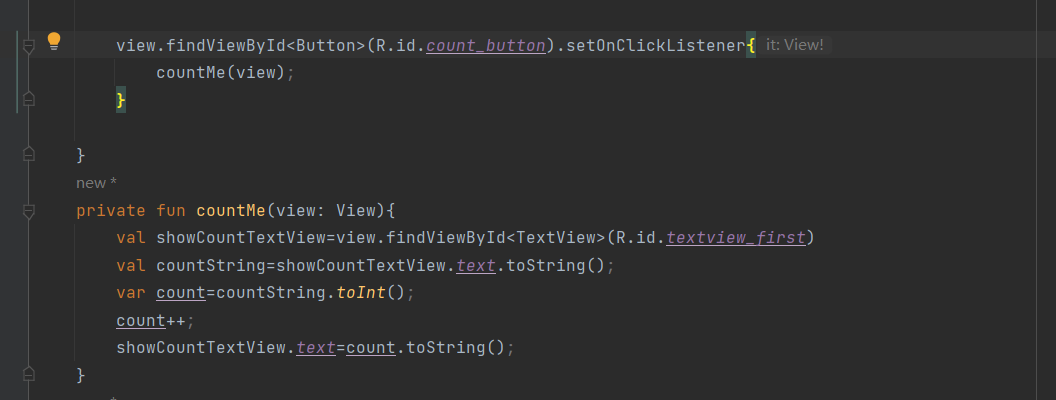 view.findViewById<Button>(R.id.count_button).setOnClickListener{ it: View!
countMe(view);
}
}
new *
private fun countMe(view: View){
val showCountTextView=view.findViewById<TextView>(R.id.textview_first)
val countString=showCountTextView.text.toString();
var count=countString.toInt();
count++;
showCountTextView.text=count.toString();
}